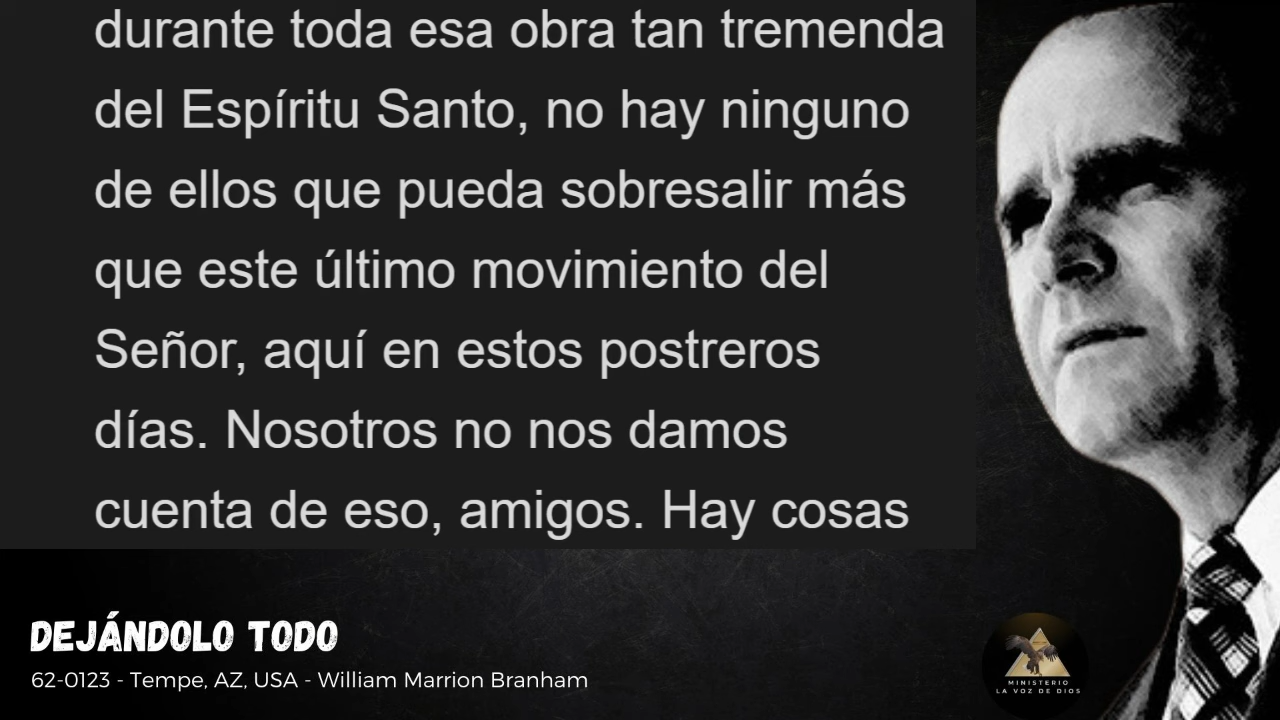 durante toda esa obra tan tremenda
del Espíritu Santo, no hay ninguno
de ellos que pueda sobresalir más
que este último movimiento del
Señor, aquí en estos postreros
días. Nosotros no nos damos
cuenta de eso, amigos. Hay cosas
DEJÁNDOLO TODO
62-0123 - Tempe, AZ, USA - William Marrion Branham
MINISTERIO
LA VOZ DE DIOS